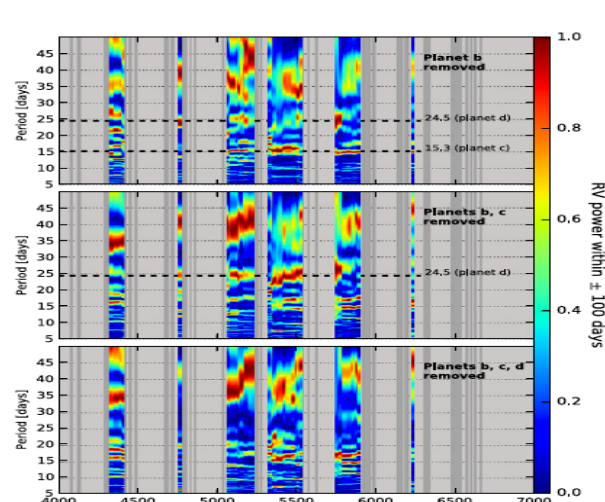 45
40
35
30
25
20
15
10
5
Period [days]
Planet b
removed
24.5 (planet d)
15.3 (planet c)
45
40
35
30
25
20
15
10
5
Period [days]
Planets b, c
removed
24.5 (planet d)
45
40
35
30
25
20
15
10
5
Period [days]
Planets b, c, d
removed
4000 4500 5000 5500 6000 6500 7000
1.0
0.8
0.6
0.4
0.2
0.0
RV power within ± 100 days